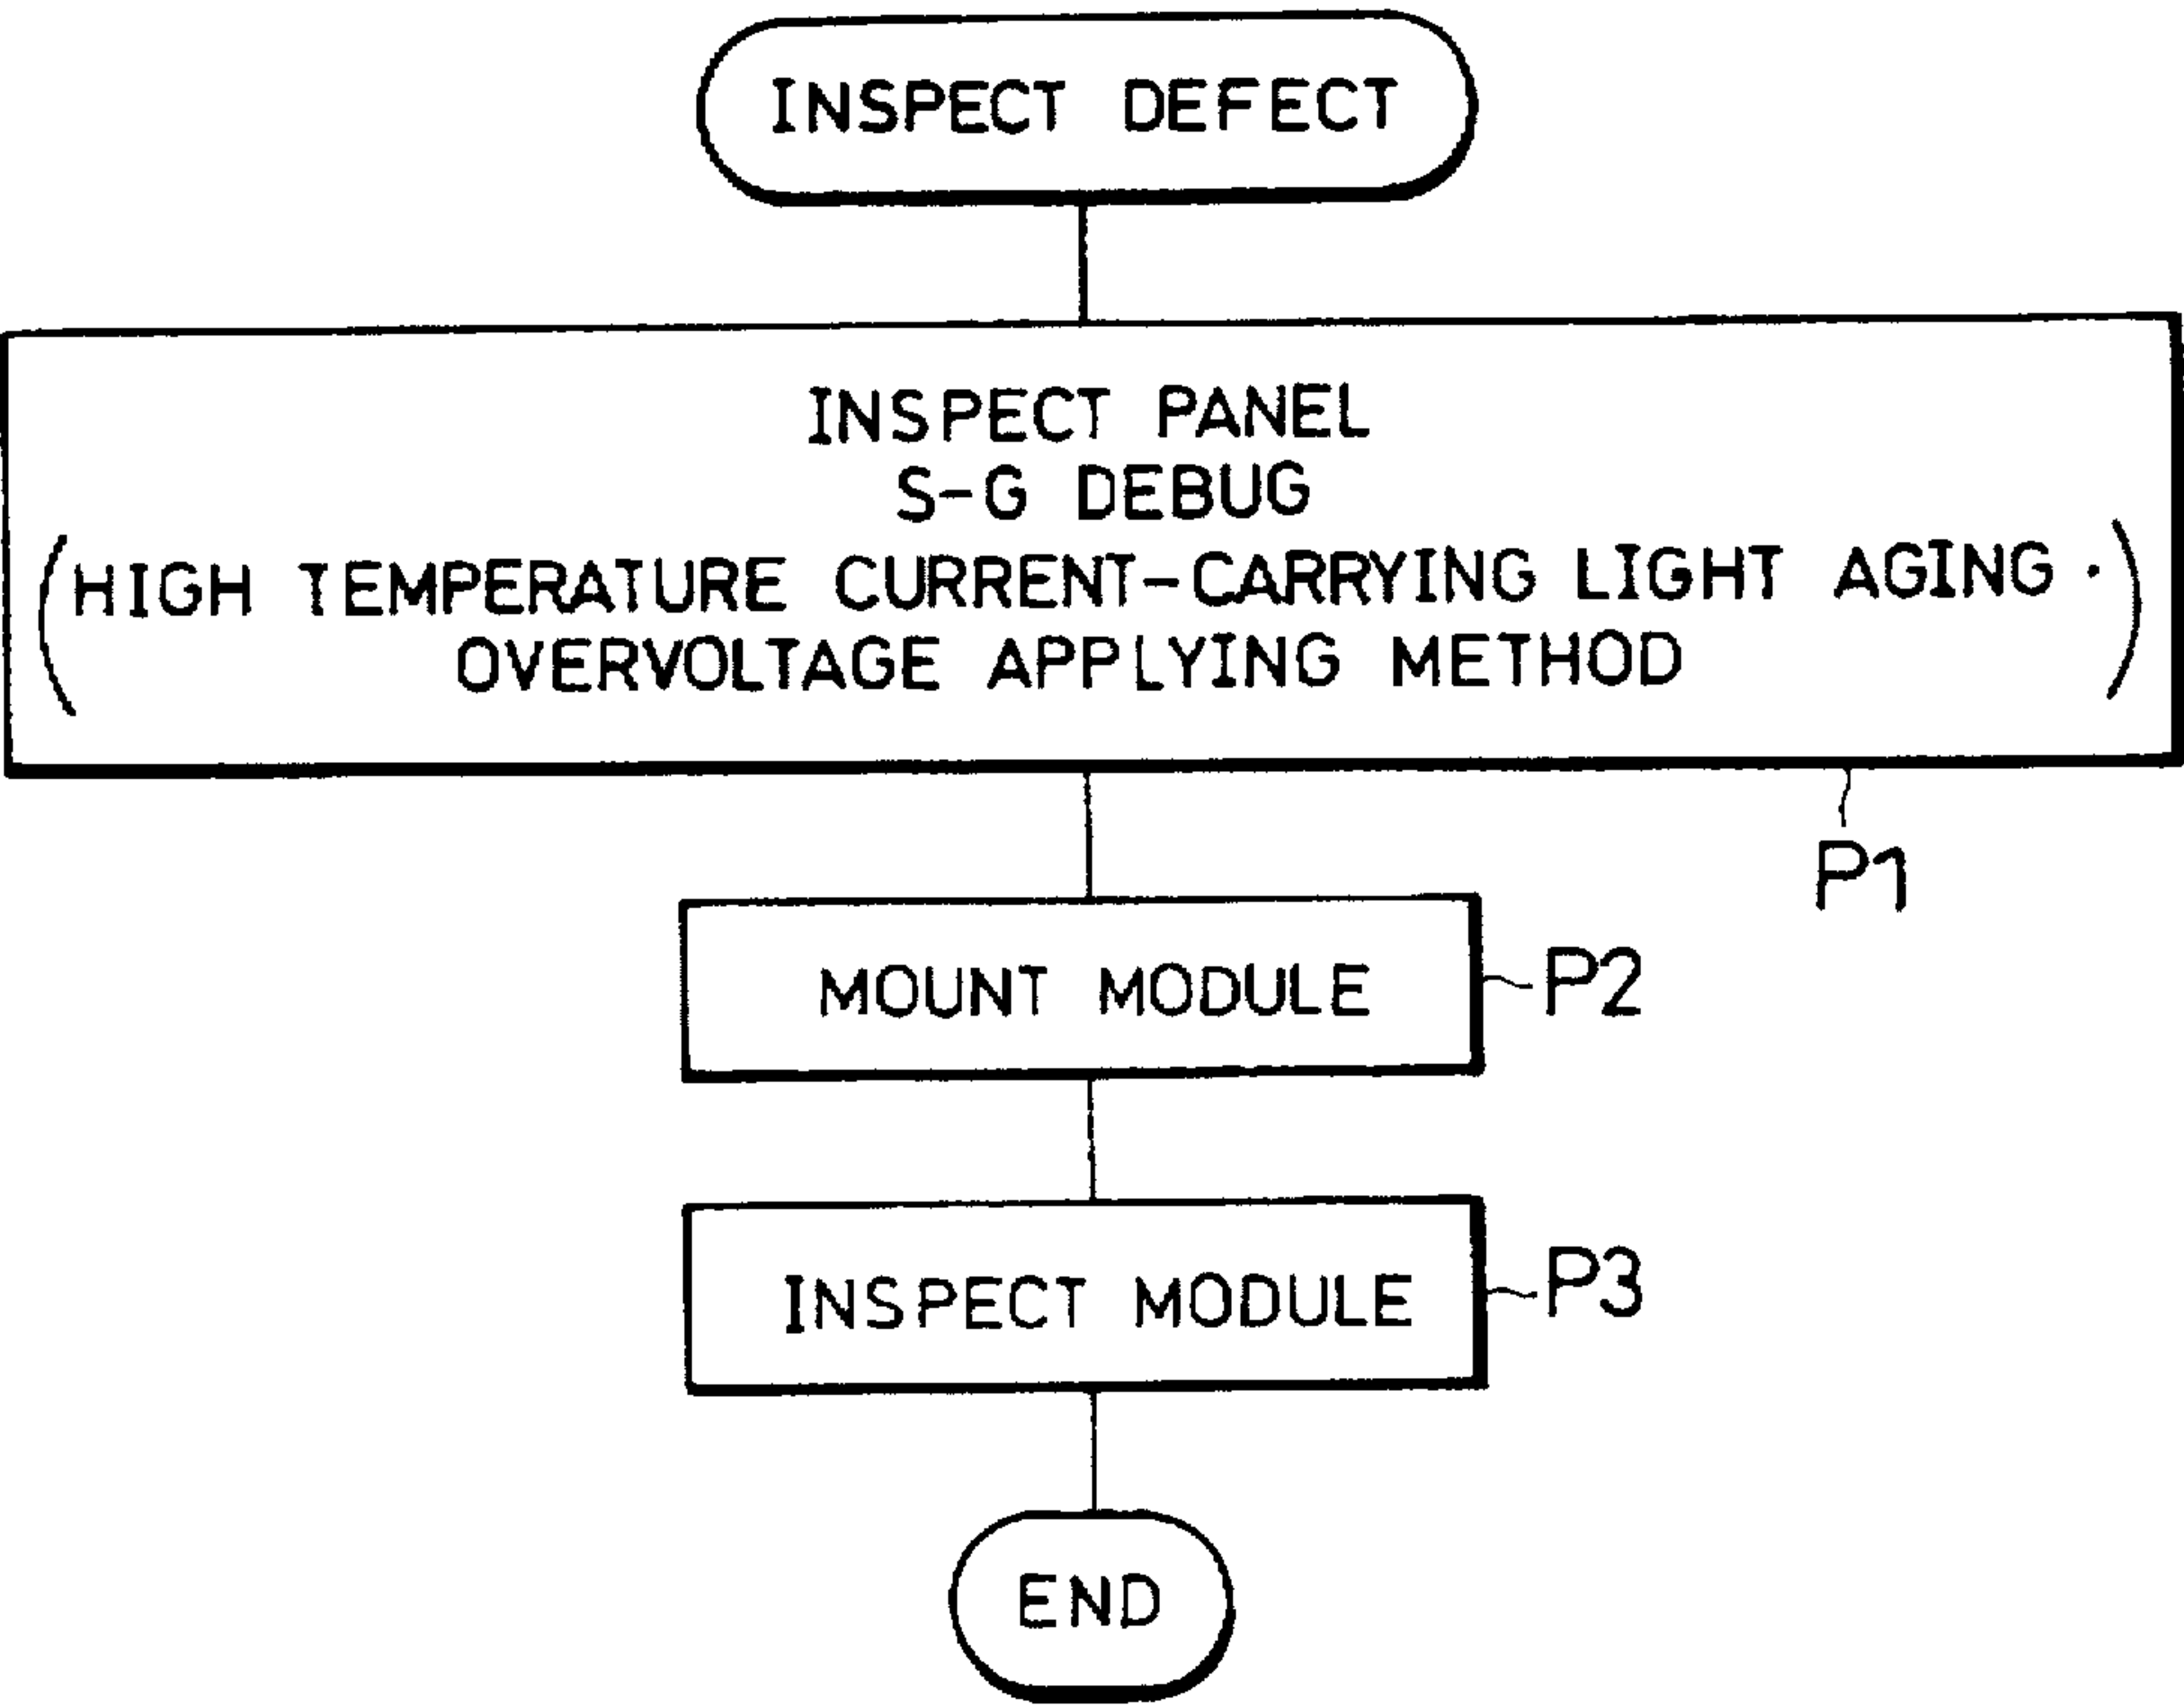 INSPECT DEFECT
INSPECT PANEL
S-G DEBUG
(HIGH TEMPERATURE CURRENT-CARRYING LIGHT AGING ·
OVERVOLTAGE APPLYING METHOD)
P1
MOUNT MODULE P2
INSPECT MODULE P3
END